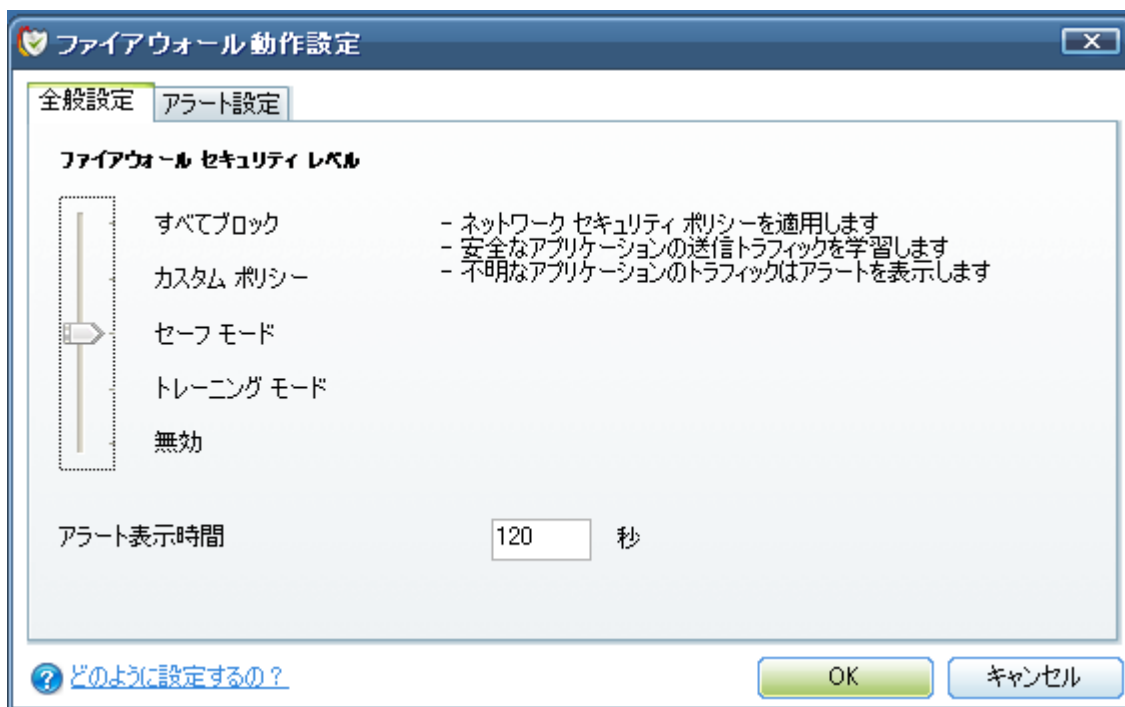 ファイアウォール動作設定
全般設定
アラート設定
ファイアウォール セキュリティ レベル
すべてブロック
カスタム ポリシー
セーフ モード
トレーニング モード
無効
- ネットワーク セキュリティ ポリシーを適用します
- 安全なアプリケーションの送信トラフィックを学習します
- 不明なアプリケーションのトラフィックはアラートを表示します
アラート表示時間 120 秒
どのように設定するの？
OK
キャンセル